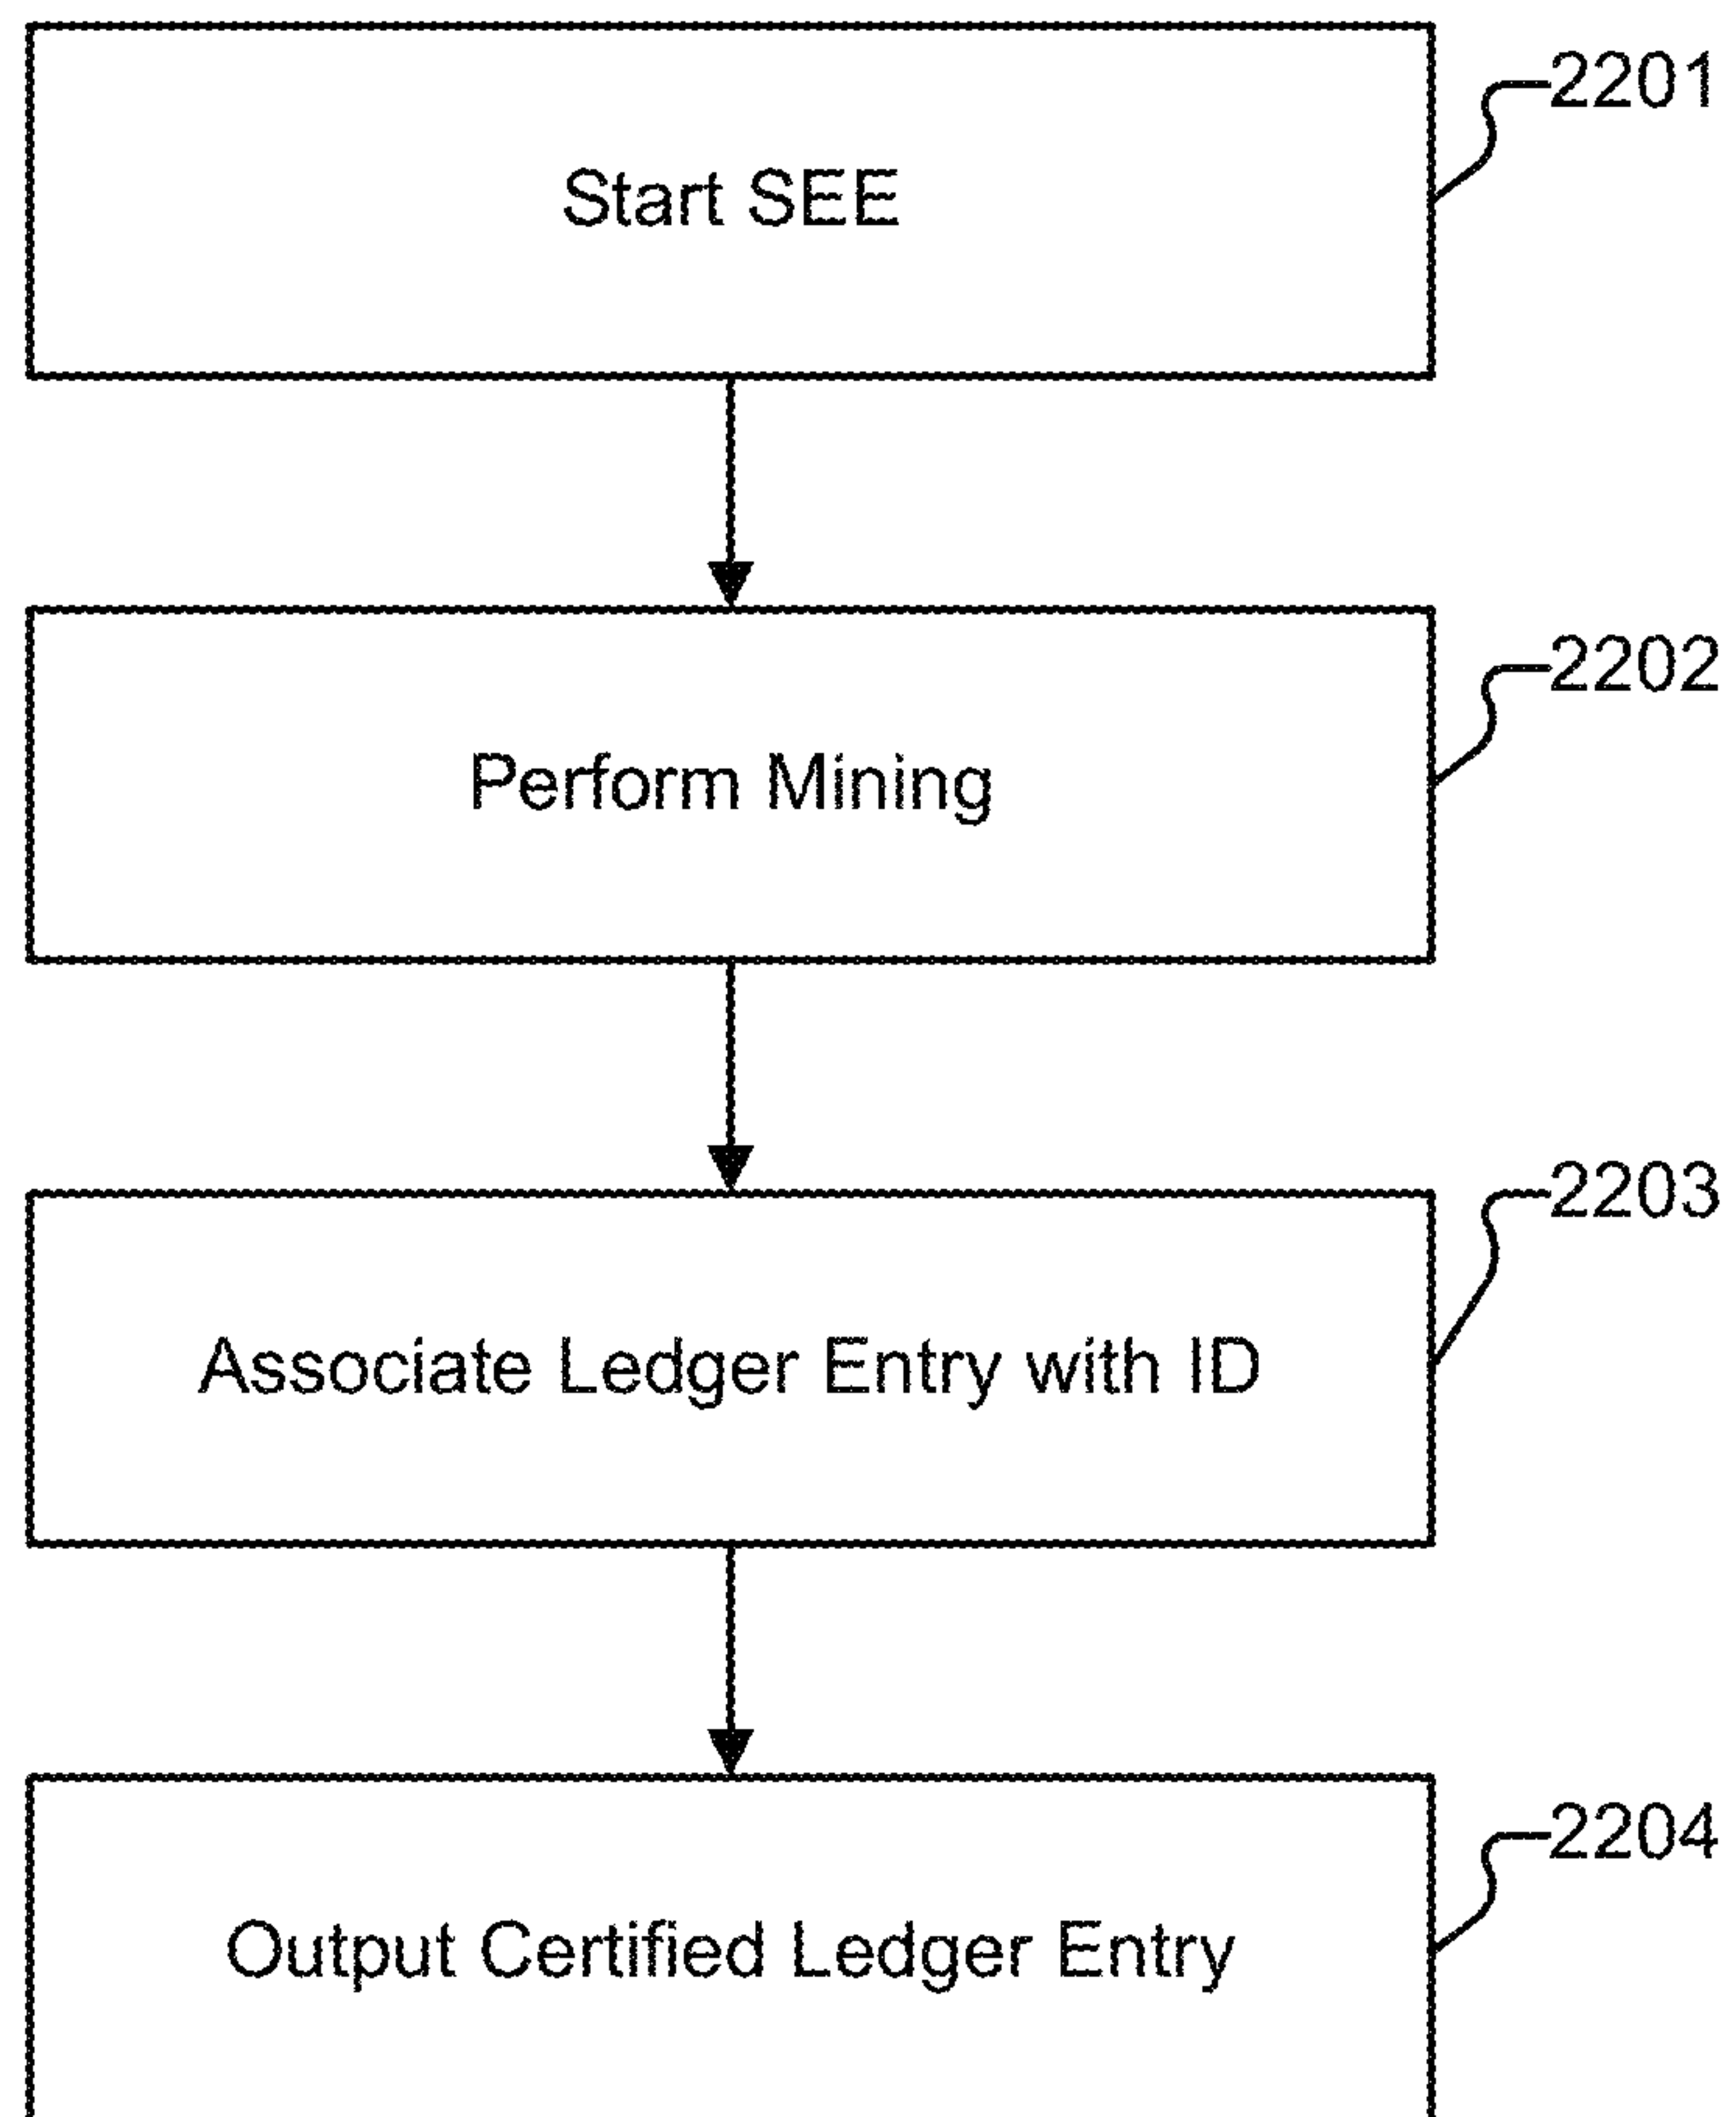 2201
Start SEE
2202
Perform Mining
2203
Associate Ledger Entry with ID
2204
Output Certified Ledger Entry